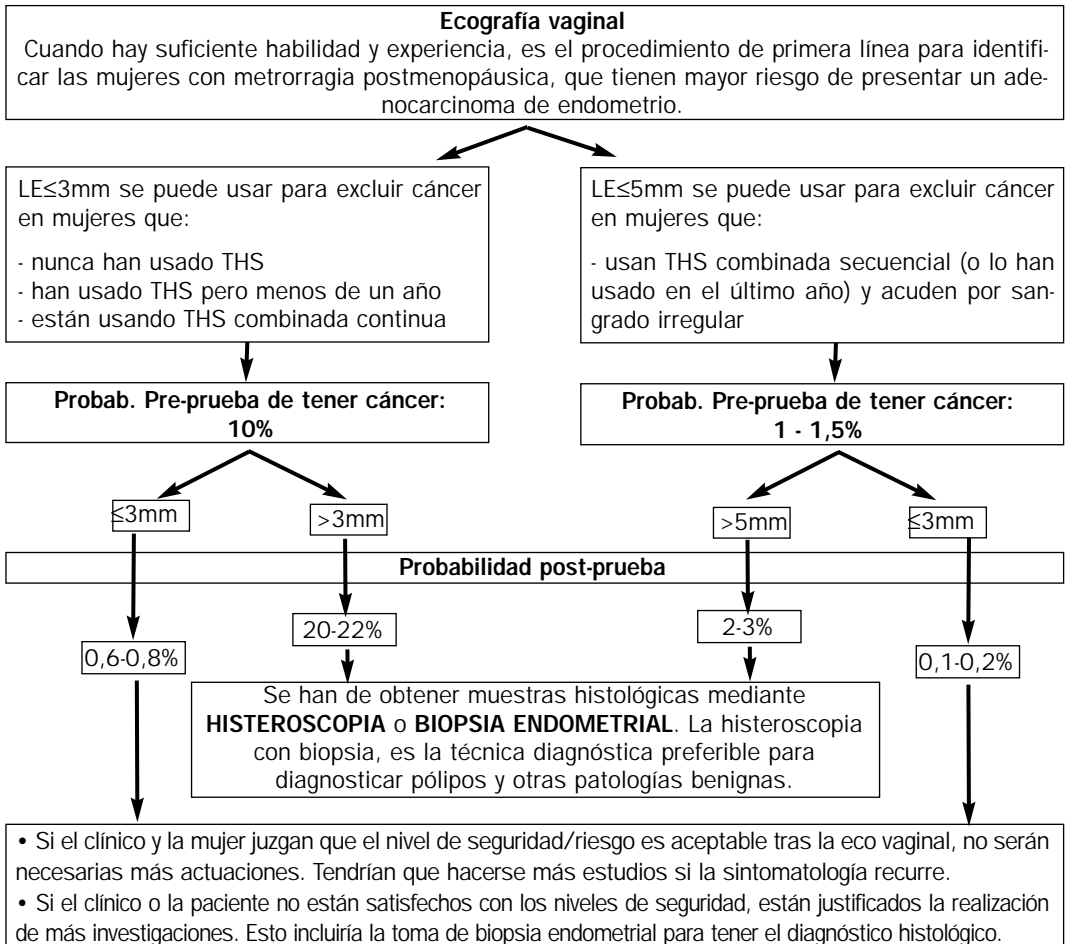 Ecografía vaginal
Cuando hay suficiente habilidad y experiencia, es el procedimiento de primera línea para identifi-
car las mujeres con metrorragia postmenopáusica, que tienen mayor riesgo de presentar un ade-
nocarcinoma de endometrio.
LE≤3mm se puede usar para excluir cáncer
en mujeres que:
- nunca han usado THS
- han usado THS pero menos de un año
- están usando THS combinada continua
LE≤5mm se puede usar para excluir cáncer
en mujeres que:
- usan THS combinada secuencial (o lo han
usado en el último año) y acuden por san-
grado irregular
Probab. Pre-prueba de tener cáncer:
10%
Probab. Pre-prueba de tener cáncer:
1 - 1,5%
≤3mm
>3mm
>5mm
≤3mm
Probabilidad post-prueba
0,6-0,8%
20-22%
2-3%
0,1-0,2%
Se han de obtener muestras histológicas mediante
HISTEROSCOPIA o BIOPSIA ENDOMETRIAL. La histeroscopia
con biopsia, es la técnica diagnóstica preferible para
diagnosticar pólipos y otras patologías benignas.
• Si el clínico y la mujer juzgan que el nivel de seguridad/riesgo es aceptable tras la eco vaginal, no serán
necesarias más actuaciones. Tendrían que hacerse más estudios si la sintomatología recurre.
• Si el clínico o la paciente no están satisfechos con los niveles de seguridad, están justificados la realización
de más investigaciones. Esto incluiría la toma de biopsia endometrial para tener el diagnóstico histológico.